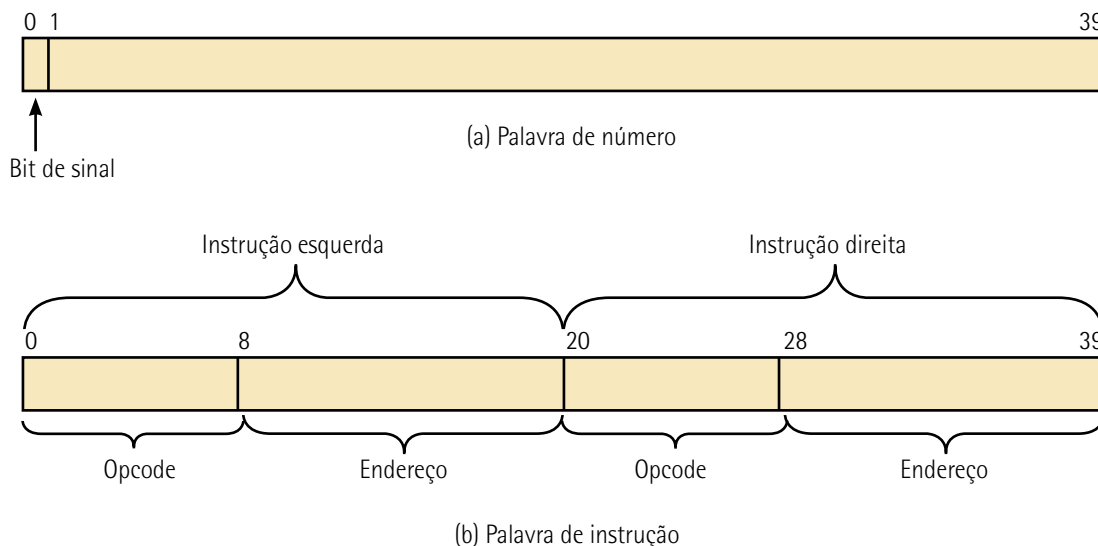 0 1 39
(a) Palavra de número
Bit de sinal
Instrução esquerda Instrução direita
0 8 20 28 39
Opcode Endereço Opcode Endereço
(b) Palavra de instrução